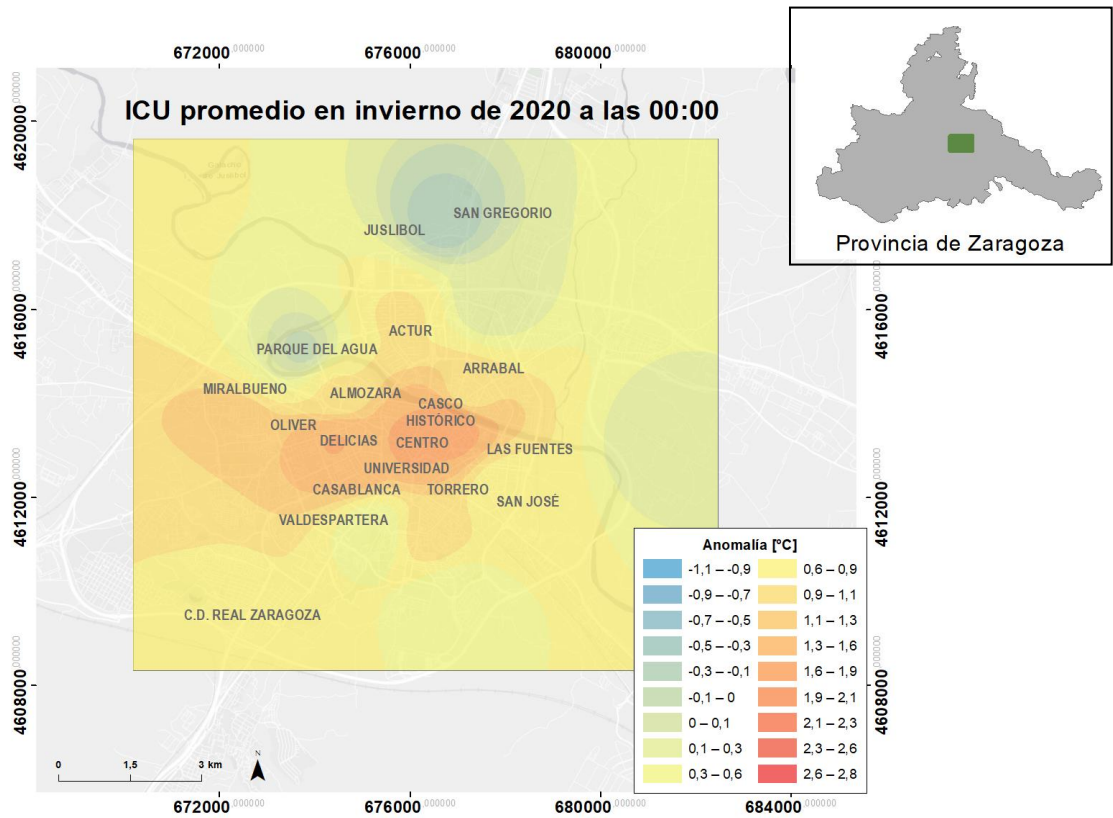 672000,000000 676000,000000 680000,000000
ICU promedio en invierno de 2020 a las 00:00
Provincia de Zaragoza
4620000,000000
4616000,000000
4612000,000000
4608000,000000
4616000,000000
4612000,000000
4608000,000000
SAN GREGORIO
JUSLIBOL
ACTUR
PARQUE DEL AGUA
ARRABAL
MIRALBUENO
ALMOZARA
CASCO
HISTÓRICO
OLIVER
DELICIAS
CENTRO
LAS FUENTES
UNIVERSIDAD
CASABLANCA
TORRERO
SAN JOSÉ
VALDESPARTERA
C.D. REAL ZARAGOZA
Anomalía [ºC]
-1,1 – -0,9
-0,9 – -0,7
-0,7 – -0,5
-0,5 – -0,3
-0,3 – -0,1
-0,1 – 0
0 – 0,1
0,1 – 0,3
0,3 – 0,6
0,6 – 0,9
0,9 – 1,1
1,1 – 1,3
1,3 – 1,6
1,6 – 1,9
1,9 – 2,1
2,1 – 2,3
2,3 – 2,6
2,6 – 2,8
0 1,5 3 km
N
672000,000000 676000,000000 680000,000000 684000,000000